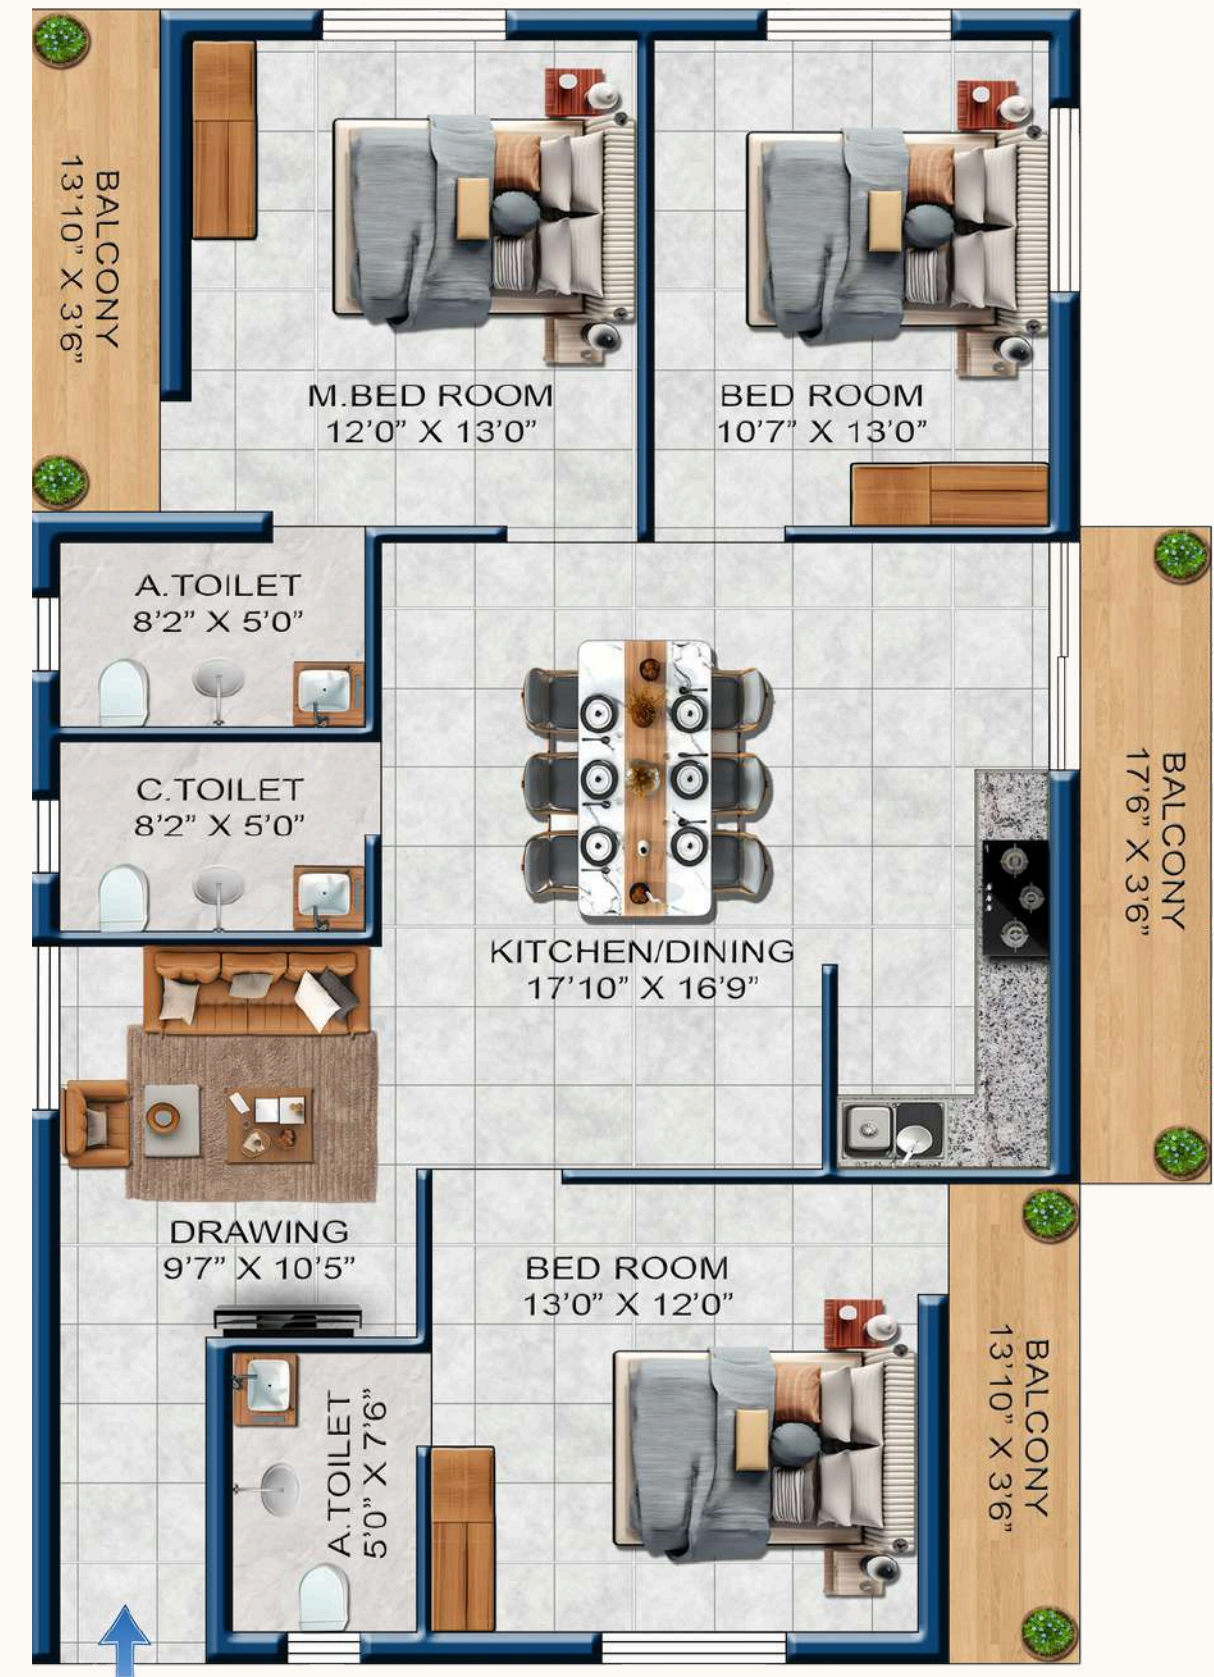 BALCONY
13'10" X 3'6"
M.BED ROOM
12'0" X 13'0"
BED ROOM
10'7" X 13'0"
A.TOILET
8'2" X 5'0"
C.TOILET
8'2" X 5'0"
KITCHEN/DINING
17'10" X 16'9"
BALCONY
17'6" X 3'6"
DRAWING
9'7" X 10'5"
BED ROOM
13'0" X 12'0"
A.TOILET
5'0" X 7'6"
BALCONY
13'10" X 3'6"